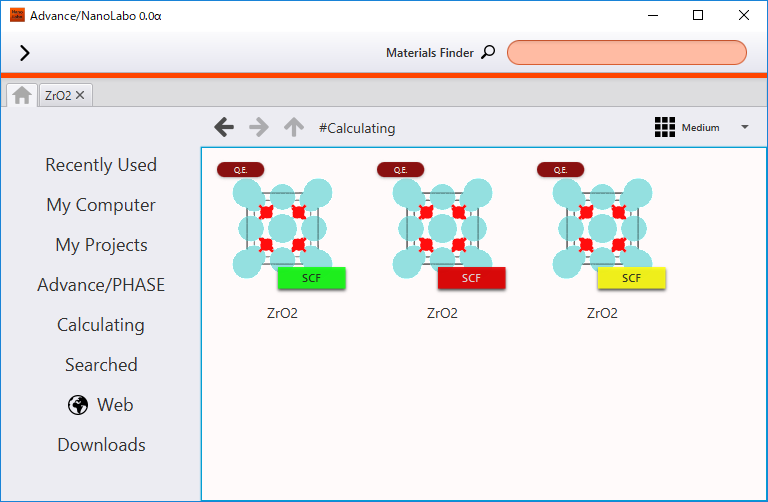 Advance/NanoLabo 0.0α
Materials Finder
ZrO2
#Calculating
Medium
Recently Used
My Computer
My Projects
Advance/PHASE
Calculating
Searched
Web
Downloads
Q.E.
Q.E.
Q.E.
SCF
SCF
SCF
ZrO2
ZrO2
ZrO2